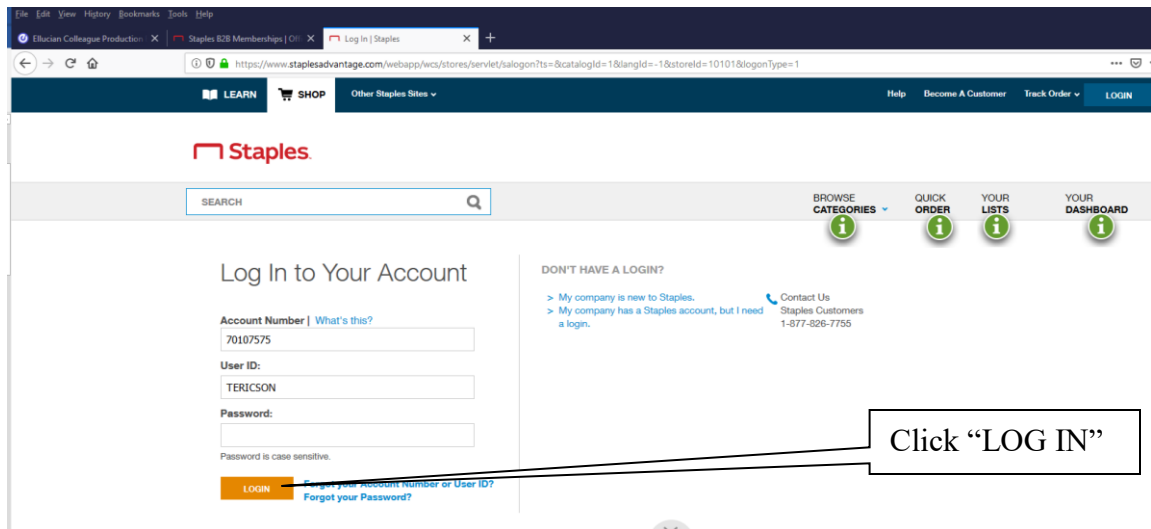 File Edit View History Bookmarks Tools Help
Ellucian Colleague Production Staples B2B Memberships | Off Log In | Staples
https://www.staplesadvantage.com/webapp/wcs/stores/servlet/salogon?ts=&catalogId=1&langId=-1&storeId=10101&logonType=1
LEARN SHOP Other Staples Sites Help Become A Customer Track Order LOGIN
Staples
SEARCH
BROWSE CATEGORIES
QUICK ORDER
YOUR LISTS
YOUR DASHBOARD
Log In to Your Account
Account Number | What's this?
70107575
User ID:
TERICSON
Password:
Password is case sensitive.
LOGIN
Forgot your Account Number or User ID?
Forgot your Password?
DON'T HAVE A LOGIN?
> My company is new to Staples.
> My company has a Staples account, but I need
a login.
Contact Us
Staples Customers
1-877-826-7755
Click “LOG IN”